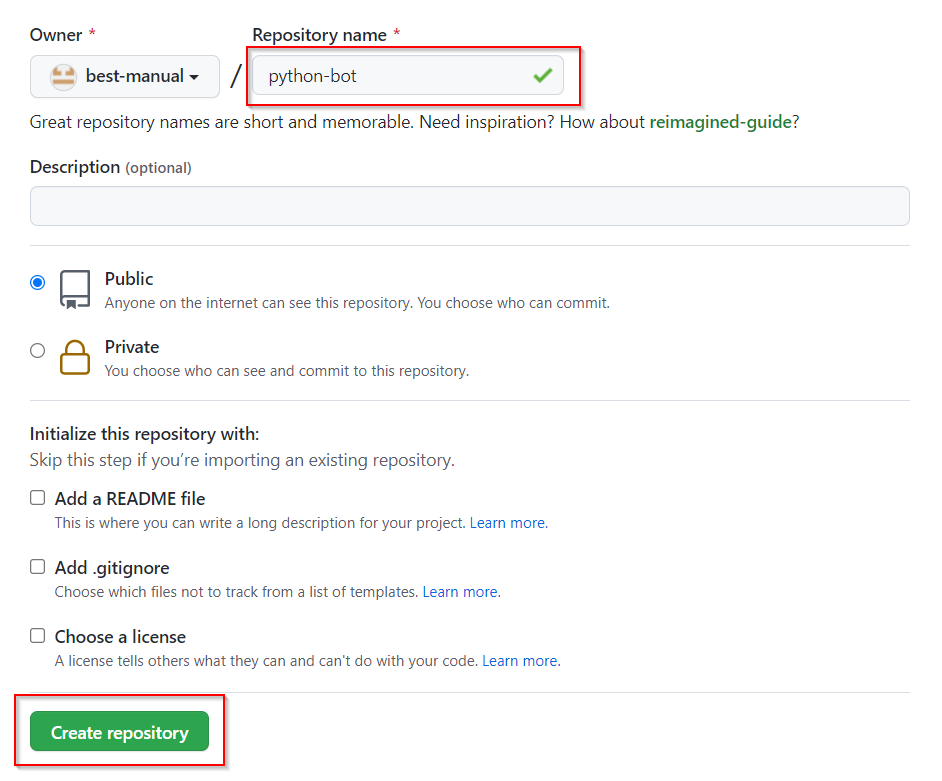 Owner * Repository name *
best-manual / python-bot
Great repository names are short and memorable. Need inspiration? How about reimagined-guide?
Description (optional)
Public
Anyone on the internet can see this repository. You choose who can commit.
Private
You choose who can see and commit to this repository.
Initialize this repository with:
Skip this step if you’re importing an existing repository.
Add a README file
This is where you can write a long description for your project. Learn more.
Add .gitignore
Choose which files not to track from a list of templates. Learn more.
Choose a license
A license tells others what they can and can't do with your code. Learn more.
Create repository